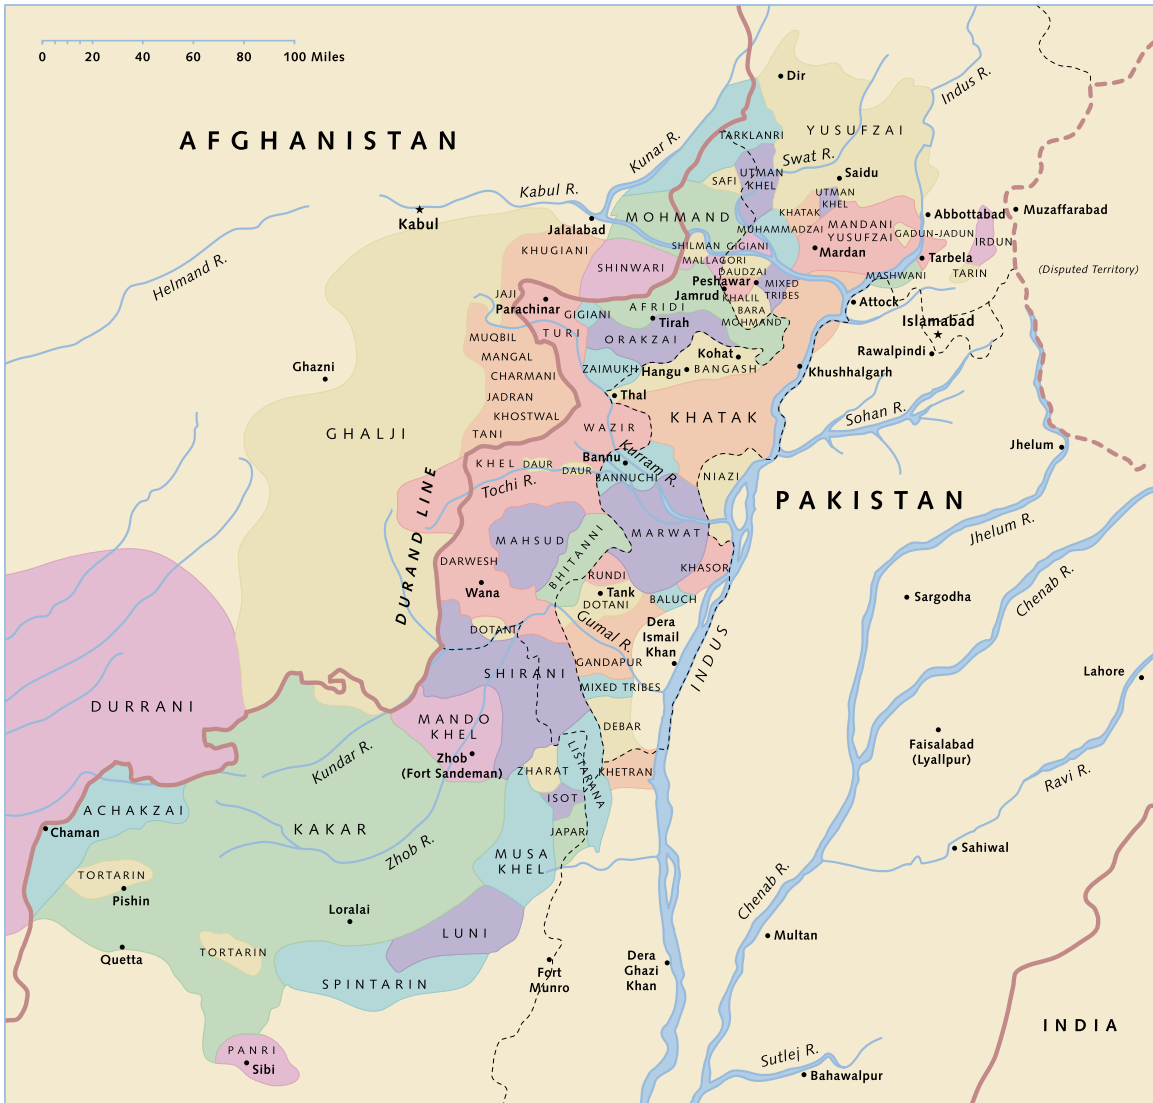 0 20 40 60 80 100 Miles
Dir
Indus R.
AFGHANISTAN
TARKLANRI
YUSUFZAI
Kunar R.
Swat R.
SAFI
UTMAN
KHEL
Saidu
Kabul R.
UTMAN
KHEL
Kabul
Jalalabad
MOHMAND
KHATAK
MANDANI
YUSUFZAI
Abbottabad
Muzaffarabad
MUHAMMADZAI
GADUN-JADUN
IRDUN
KHUGIANI
SHILMAN
GIGIANI
Mardan
Tarbela
Helmand R.
SHINWARI
MALLAGORI
DAUDZAI
MASHWANI
TARIN
(Disputed Territory)
Peshawar
MIXED
TRIBES
JAJI
Parachinar
Jamrud
KHALIL
BARA
MOHMAND
Attock
GIGIANI
AFRIDI
Tirah
Islamabad
TURI
ORAKZAI
MUQBIL
MANGAL
CHARMANI
JADRAN
KHOSTWAL
TANI
Kohat
Rawalpindi
Ghazni
ZAIMUKH
Hangu
BANGASH
Khushhalgarh
Thal
KHATAK
Sohan R.
GHALJI
WAZIR
Jhelum
Kurram R.
Bannu
KHEL
DAUR
DAUR
BANNUCHI
NIAZI
Tochi R.
PAKISTAN
DURAND LINE
Jhelum R.
MAHSUD
BHITANNI
MARWAT
DARWESH
KHASOR
Chenab R.
Wana
RUNDI
Tank
DOTANI
BALUCH
Sargodha
DOTANI
Gumal R.
Dera
Ismail
Khan
INDUS
SHIRANI
GANDAPUR
MIXED TRIBES
Lahore
DURRANI
MANDO
KHEL
DEBAR
Faisalabad
(Lyallpur)
Kundar R.
Zhob
(Fort Sandeman)
LISTARANA
ZHARAT
KHETRAN
Ravi R.
ISOT
ACHAKZAI
Chaman
KAKAR
JAPAR
Zhob R.
MUSA
KHEL
Sahiwal
TORTARIN
Pishin
Chenab R.
Loralai
LUNI
Multan
Quetta
TORTARIN
SPINTARIN
Fort
Munro
Dera
Ghazi
Khan
INDIA
PANRI
Sibi
Sutlej R.
Bahawalpur